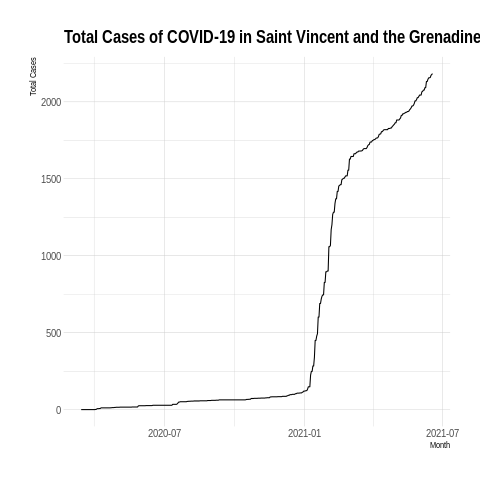 Total Cases of COVID-19 in Saint Vincent and the Grenadine
Total Cases
2000
1500
1000
500
0
2020-07
2021-01
2021-07
Month